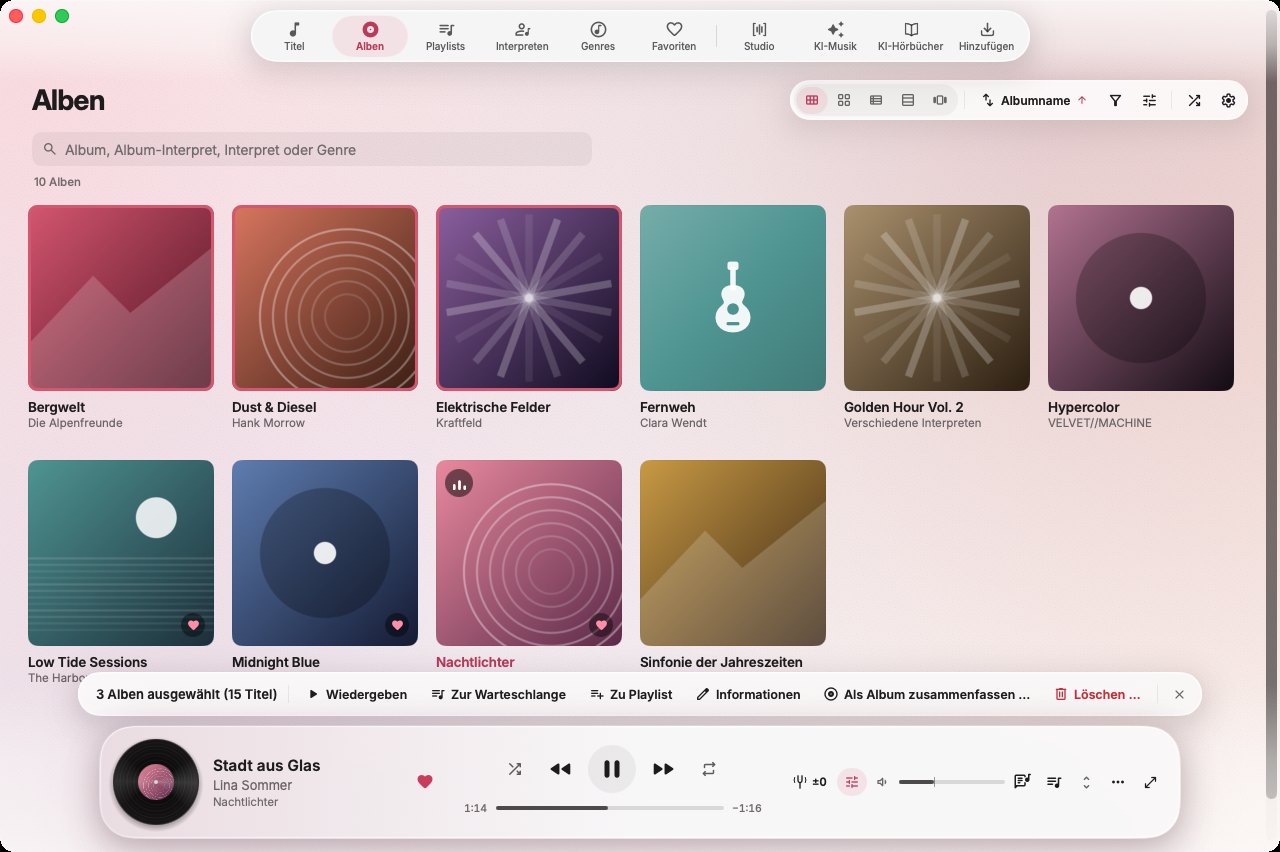 Titel
Alben
Playlists
Interpreten
Genres
Favoriten
Studio
KI-Musik
KI-Hörbücher
Hinzufügen
Alben
Albumname
Album, Album-Interpret, Interpret oder Genre
10 Alben
Bergwelt
Die Alpenfreunde
Dust & Diesel
Hank Morrow
Elektrische Felder
Kraftfeld
Fernweh
Clara Wendt
Golden Hour Vol. 2
Verschiedene Interpreten
Hypercolor
VELVET//MACHINE
Low Tide Sessions
The Harbo
Midnight Blue
Nachtlichter
Sinfonie der Jahreszeiten
3 Alben ausgewählt (15 Titel)
Wiedergeben
Zur Warteschlange
Zu Playlist
Informationen
Als Album zusammenfassen ...
Löschen ...
Stadt aus Glas
Lina Sommer
Nachtlichter
1:14
−1:16
±0